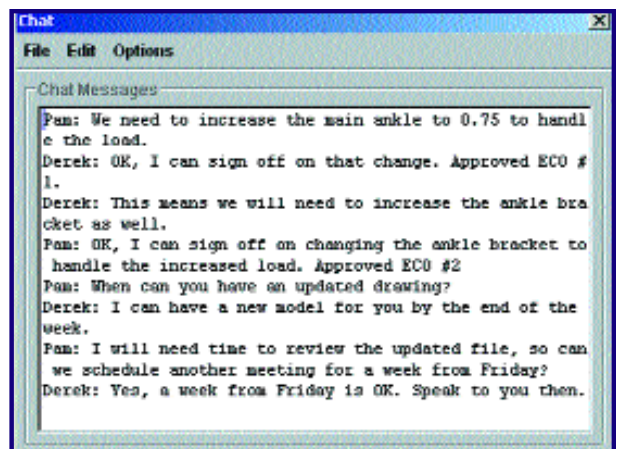 Chat
File Edit Options
Chat Messages
Pam: We need to increase the main ankle to 0.75 to handl
e the load.
Derek: OK, I can sign off on that change. Approved ECO #
1.
Derek: This means we will need to increase the ankle bra
cket as well.
Pam: OK, I can sign off on changing the ankle bracket to
handle the increased load. Approved ECO #2
Pam: When can you have an updated drawing?
Derek: I can have a new model for you by the end of the
week.
Pam: I will need time to review the updated file, so can
we schedule another meeting for a week from Friday?
Derek: Yes, a week from Friday is OK. Speak to you then.